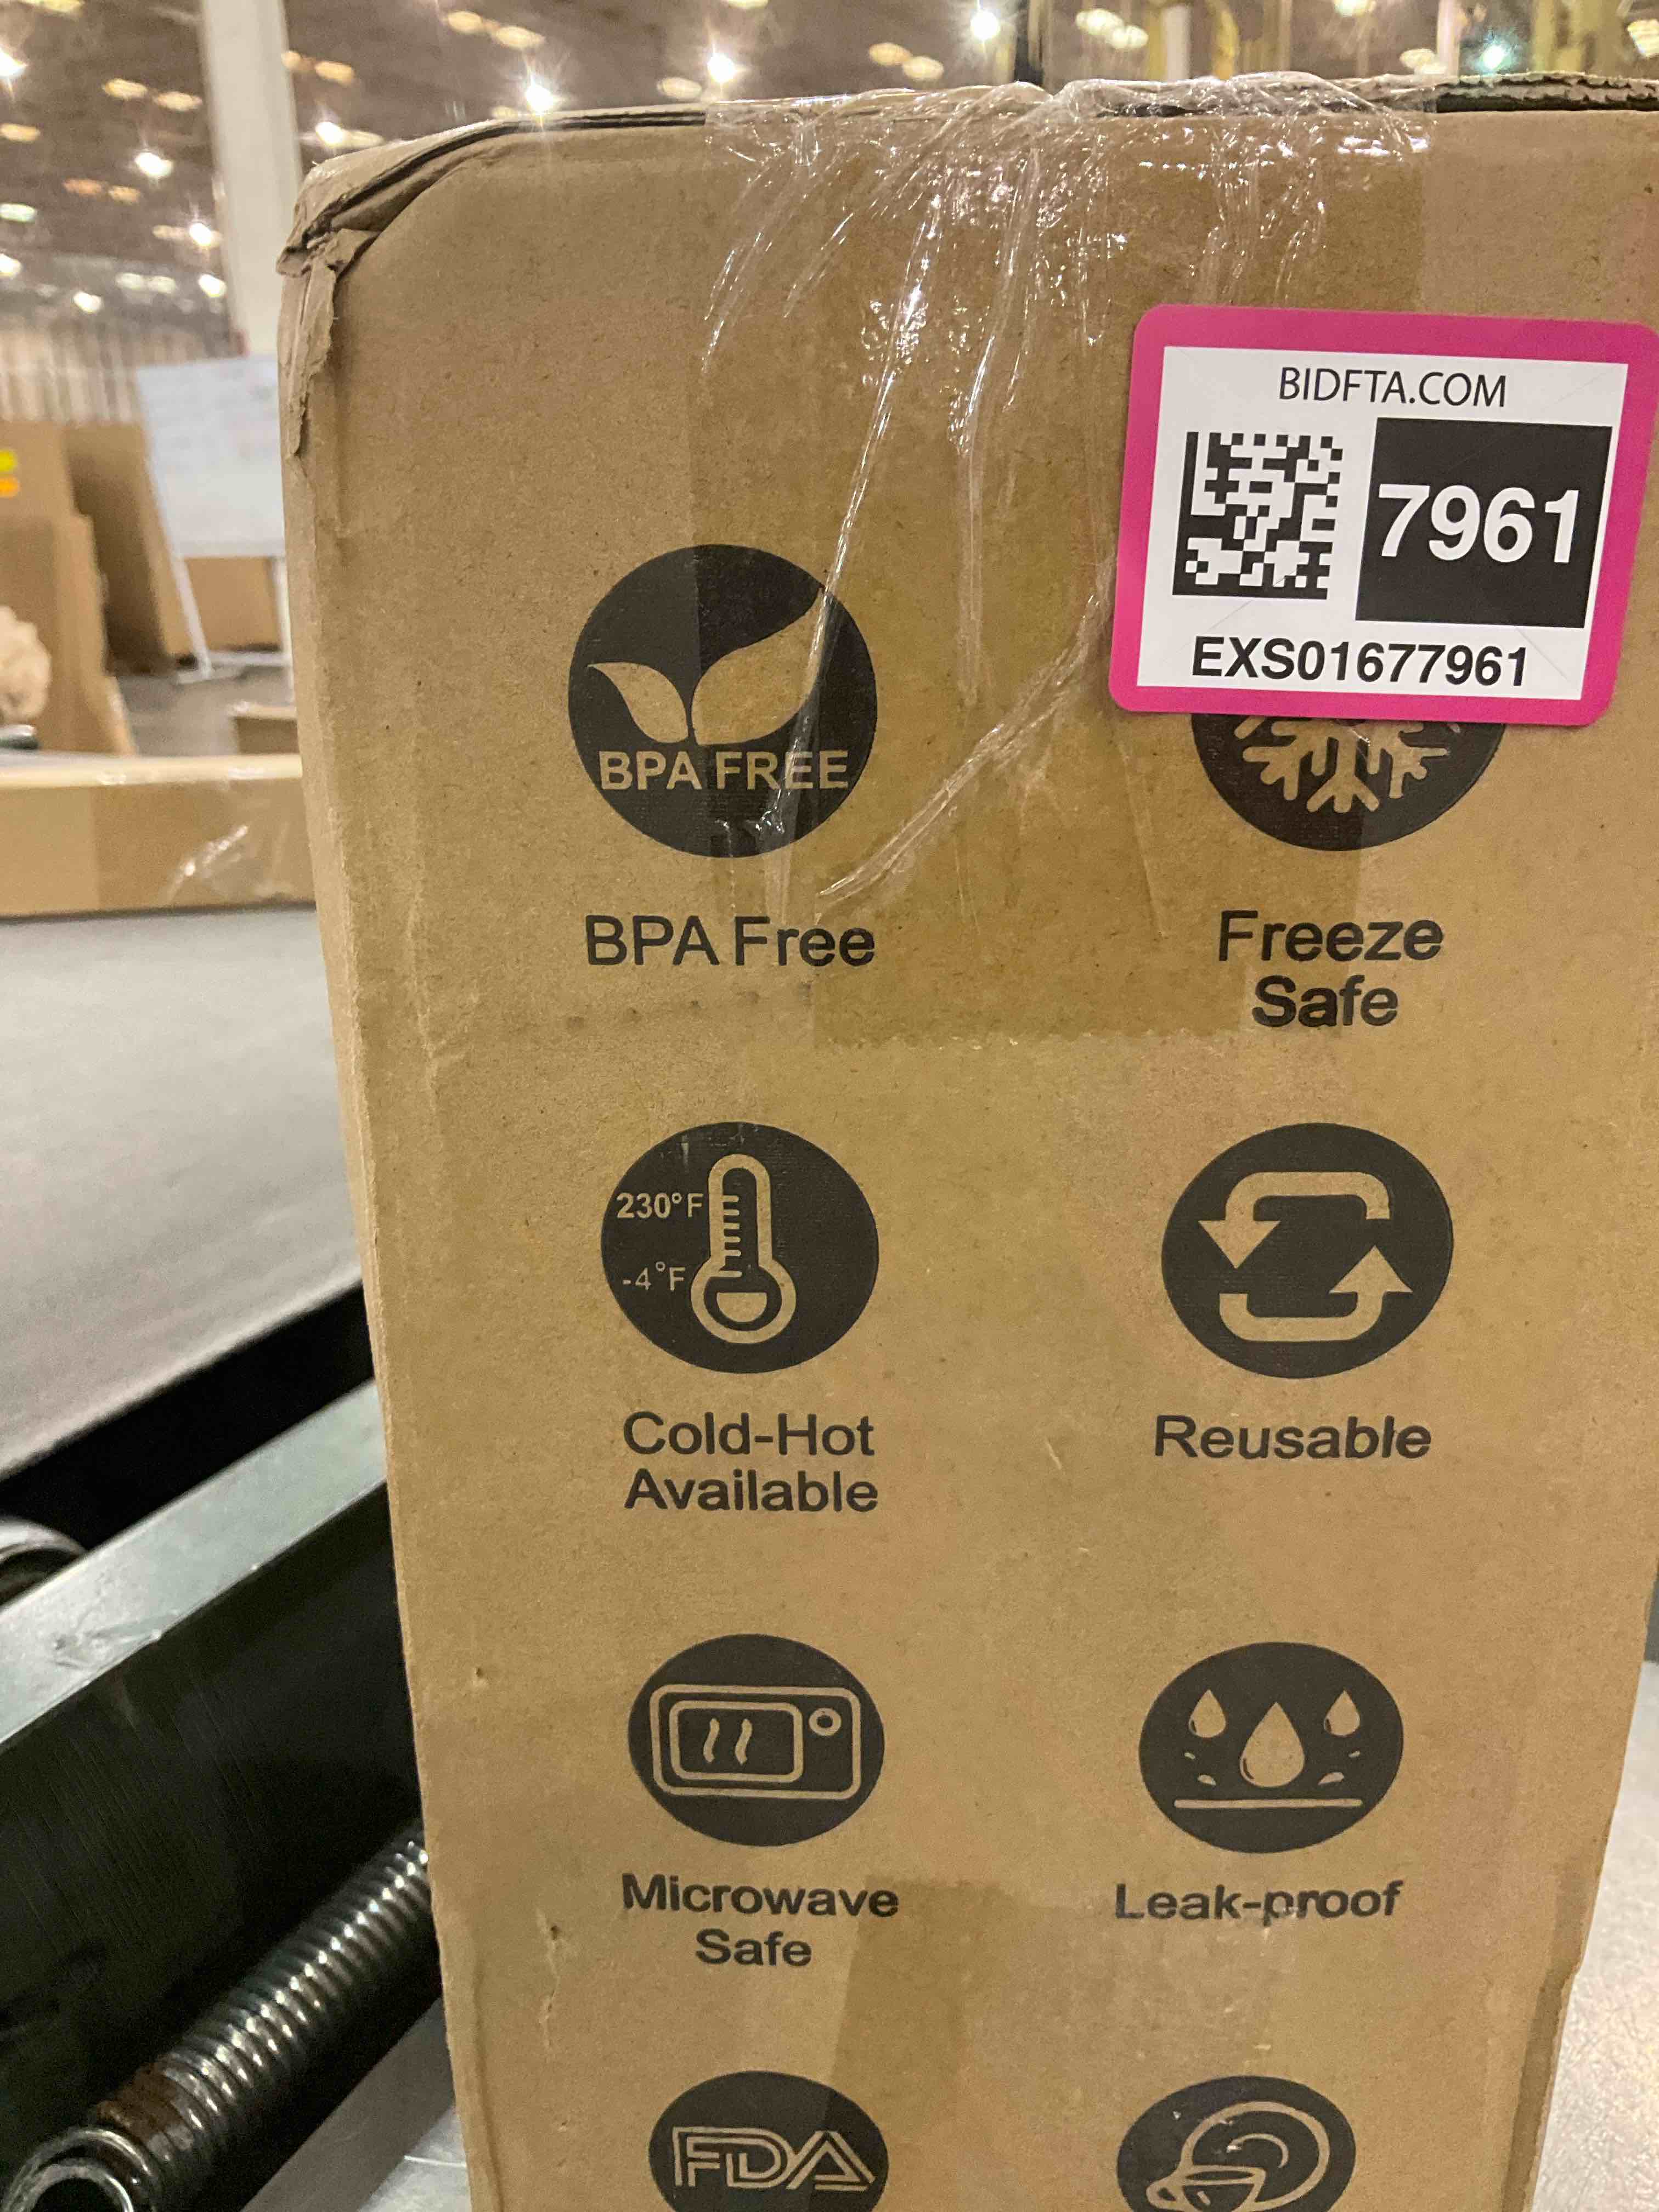 BIDFTA.COM
7961
EXS01677961
BPA FREE
BPA Free
Freeze
Safe
230°F
-4°F
Cold-Hot
Available
Reusable
Microwave
Safe
Leak-proof
FDA